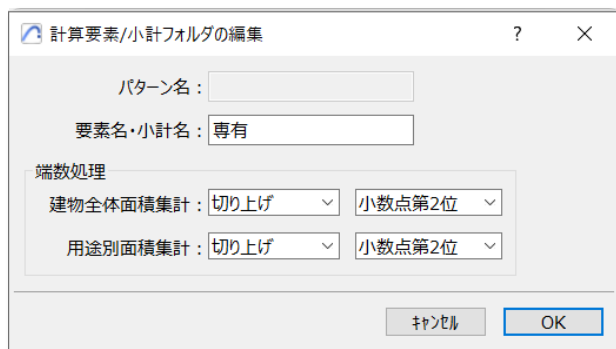 計算要素/小計フォルダの編集 ?
パターン名 :
要素名・小計名 : 専有
端数処理
建物全体面積集計 : 切り上げ 小数点第2位
用途別面積集計 : 切り上げ 小数点第2位
ｷｬﾝｾﾙ OK